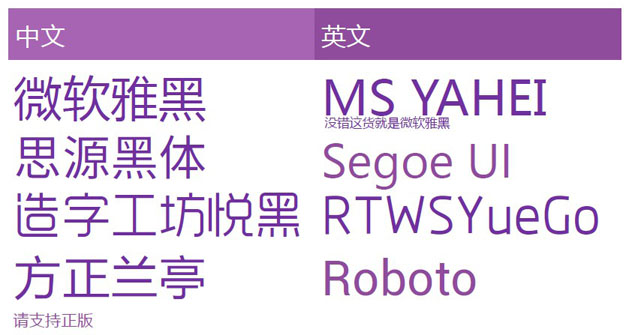 中文
英文
微软雅黑
MS YAHEI
没错这货就是微软雅黑
思源黑体
Segoe UI
造字工坊悦黑
RTWSYueGo
方正兰亭
Roboto
请支持正版